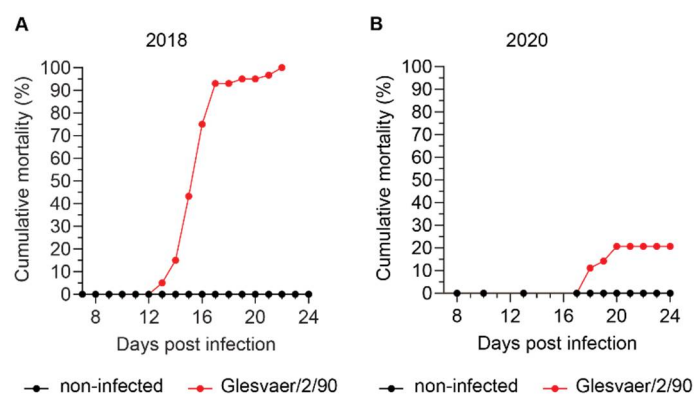 A
2018
Cumulative mortality (%)
100
90
80
70
60
50
40
30
20
10
0
8 12 16 20 24
Days post infection
non-infected Glesvaer/2/90
B
2020
Cumulative mortality (%)
100
90
80
70
60
50
40
30
20
10
0
8 12 16 20 24
Days post infection
non-infected Glesvaer/2/90